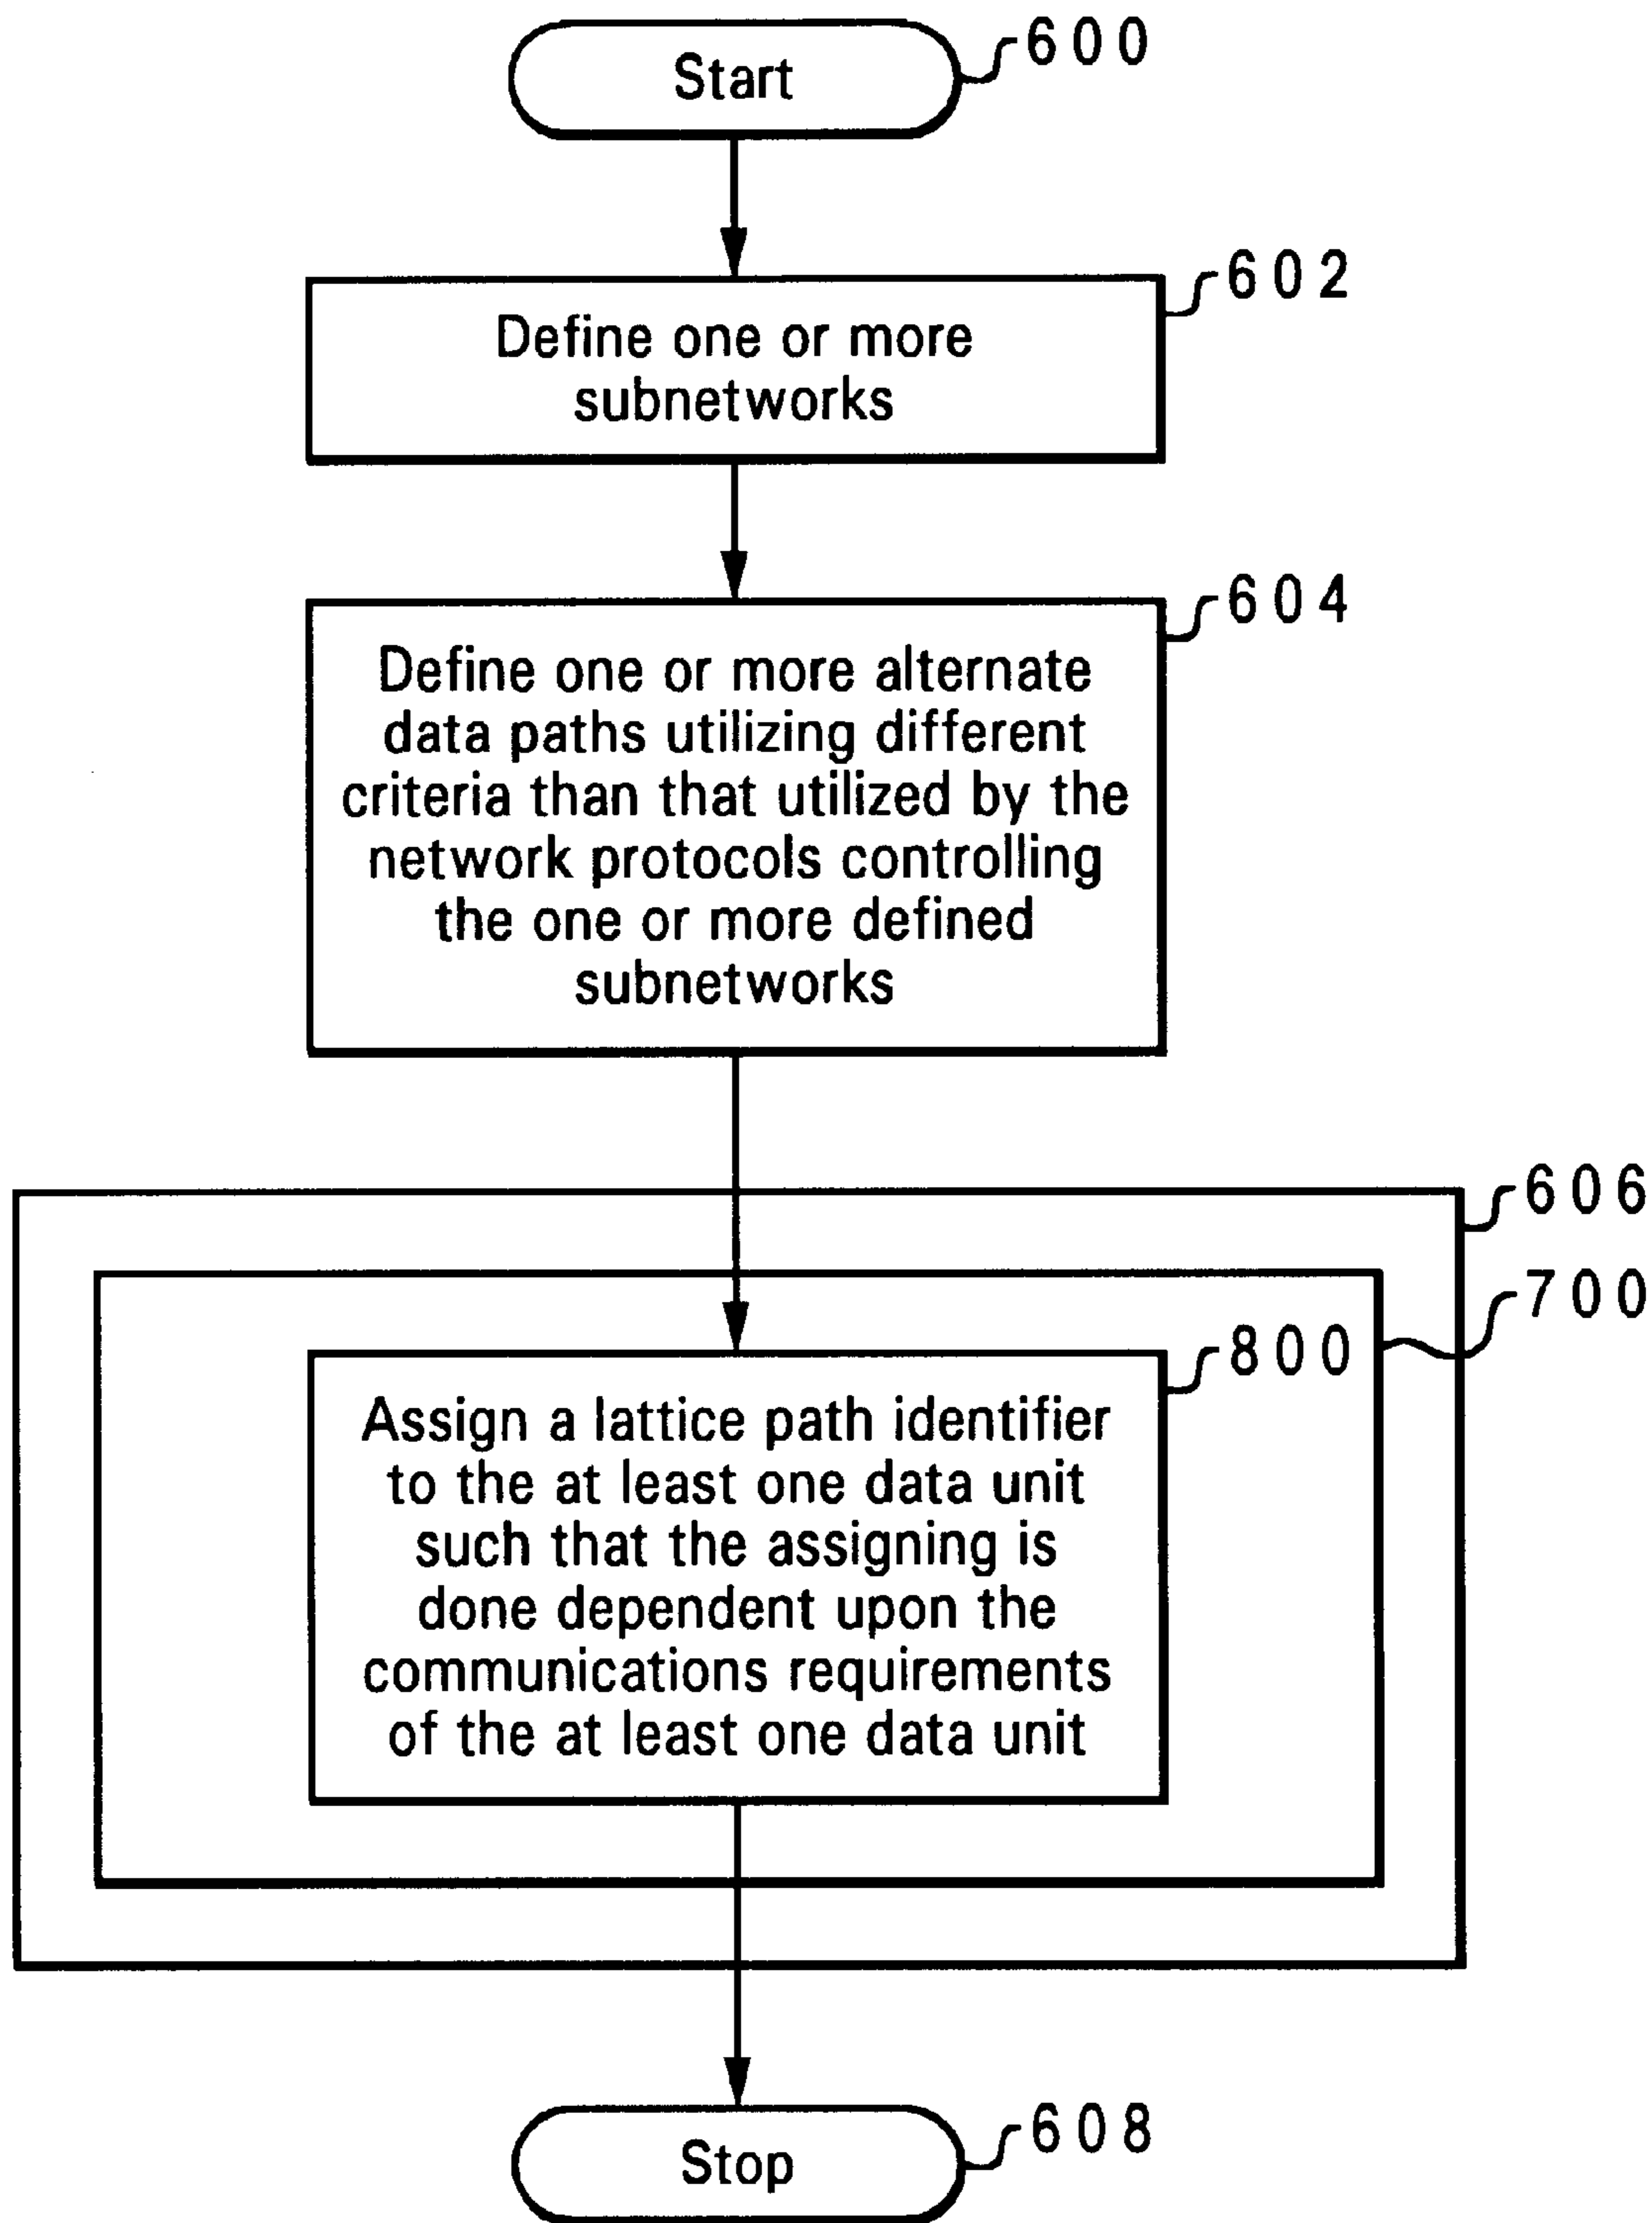 Start
600
602
Define one or more
subnetworks
604
Define one or more alternate
data paths utilizing different
criteria than that utilized by the
network protocols controlling
the one or more defined
subnetworks
606
700
800
Assign a lattice path identifier
to the at least one data unit
such that the assigning is
done dependent upon the
communications requirements
of the at least one data unit
Stop
608